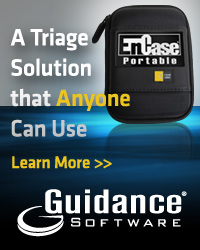 A Triage
Solution
that Anyone
Can Use
EnCase®
Portable
Learn More >>
Guidance®
SOFTWARE